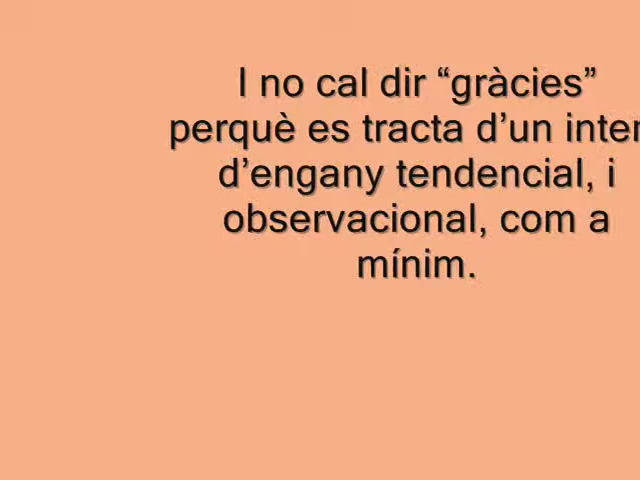 I no cal dir “gràcies”
perquè es tracta d’un
d’engany tendencial, i
observacional, com a
mínim.